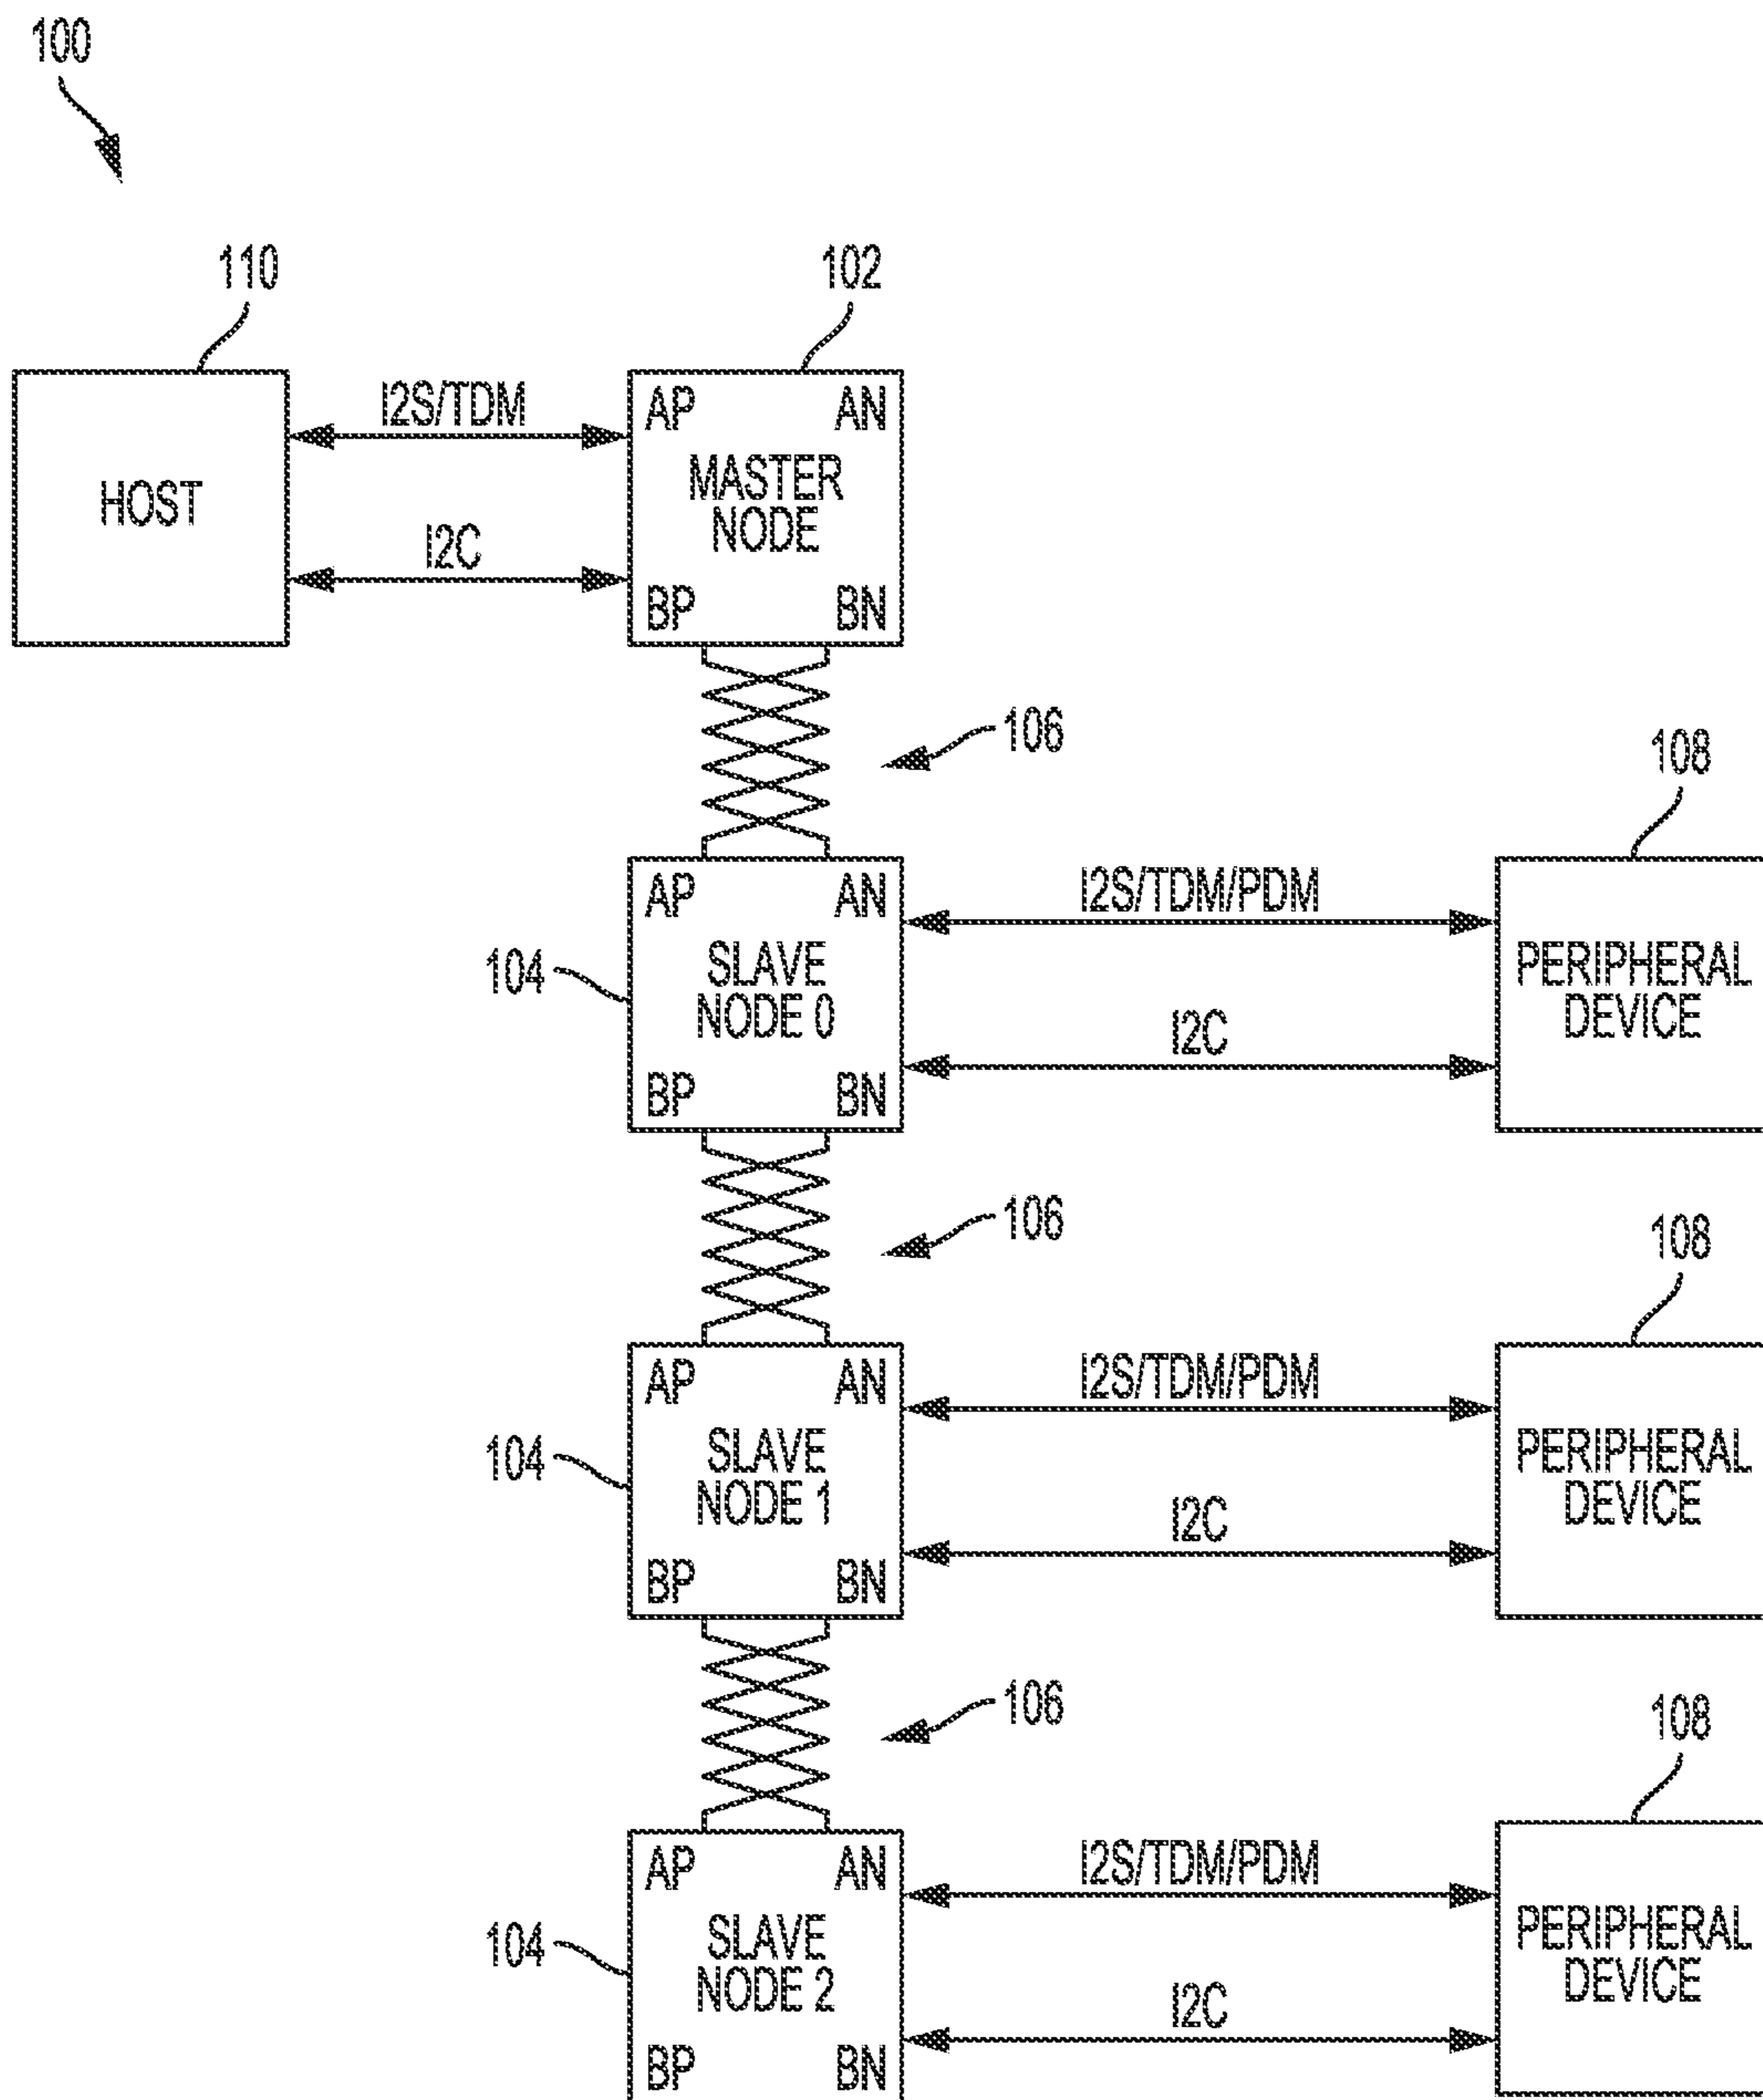 100
110
102
I2S/TDM
AP AN
HOST
MASTER
NODE
I2C
BP BN
106
108
AP AN
I2S/TDM/PDM
104
SLAVE
NODE 0
PERIPHERAL
DEVICE
I2C
BP BN
106
108
AP AN
I2S/TDM/PDM
104
SLAVE
NODE 1
PERIPHERAL
DEVICE
I2C
BP BN
106
108
AP AN
I2S/TDM/PDM
104
SLAVE
NODE 2
PERIPHERAL
DEVICE
I2C
BP BN